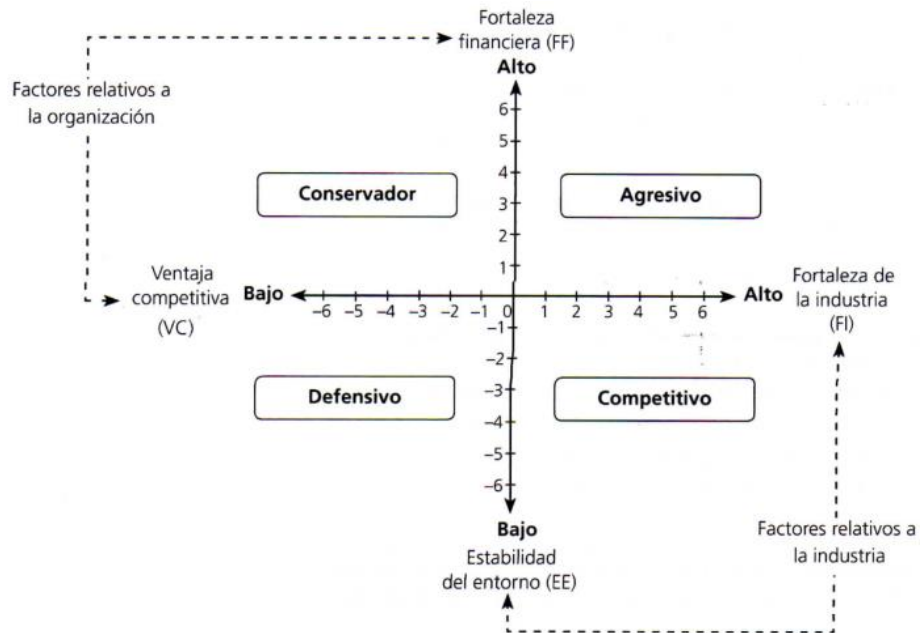 Fortaleza
financiera (FF)
Alto
Factores relativos a
la organización
6
5
4
3
2
1
Conservador
Agresivo
Ventaja
competitiva
(VC)
Bajo
–6 –5 –4 –3 –2 –1 0 1 2 3 4 5 6
Alto
Fortaleza de
la industria
(FI)
–1
–2
–3
–4
–5
–6
Defensivo
Competitivo
Bajo
Estabilidad
del entorno (EE)
Factores relativos a
la industria